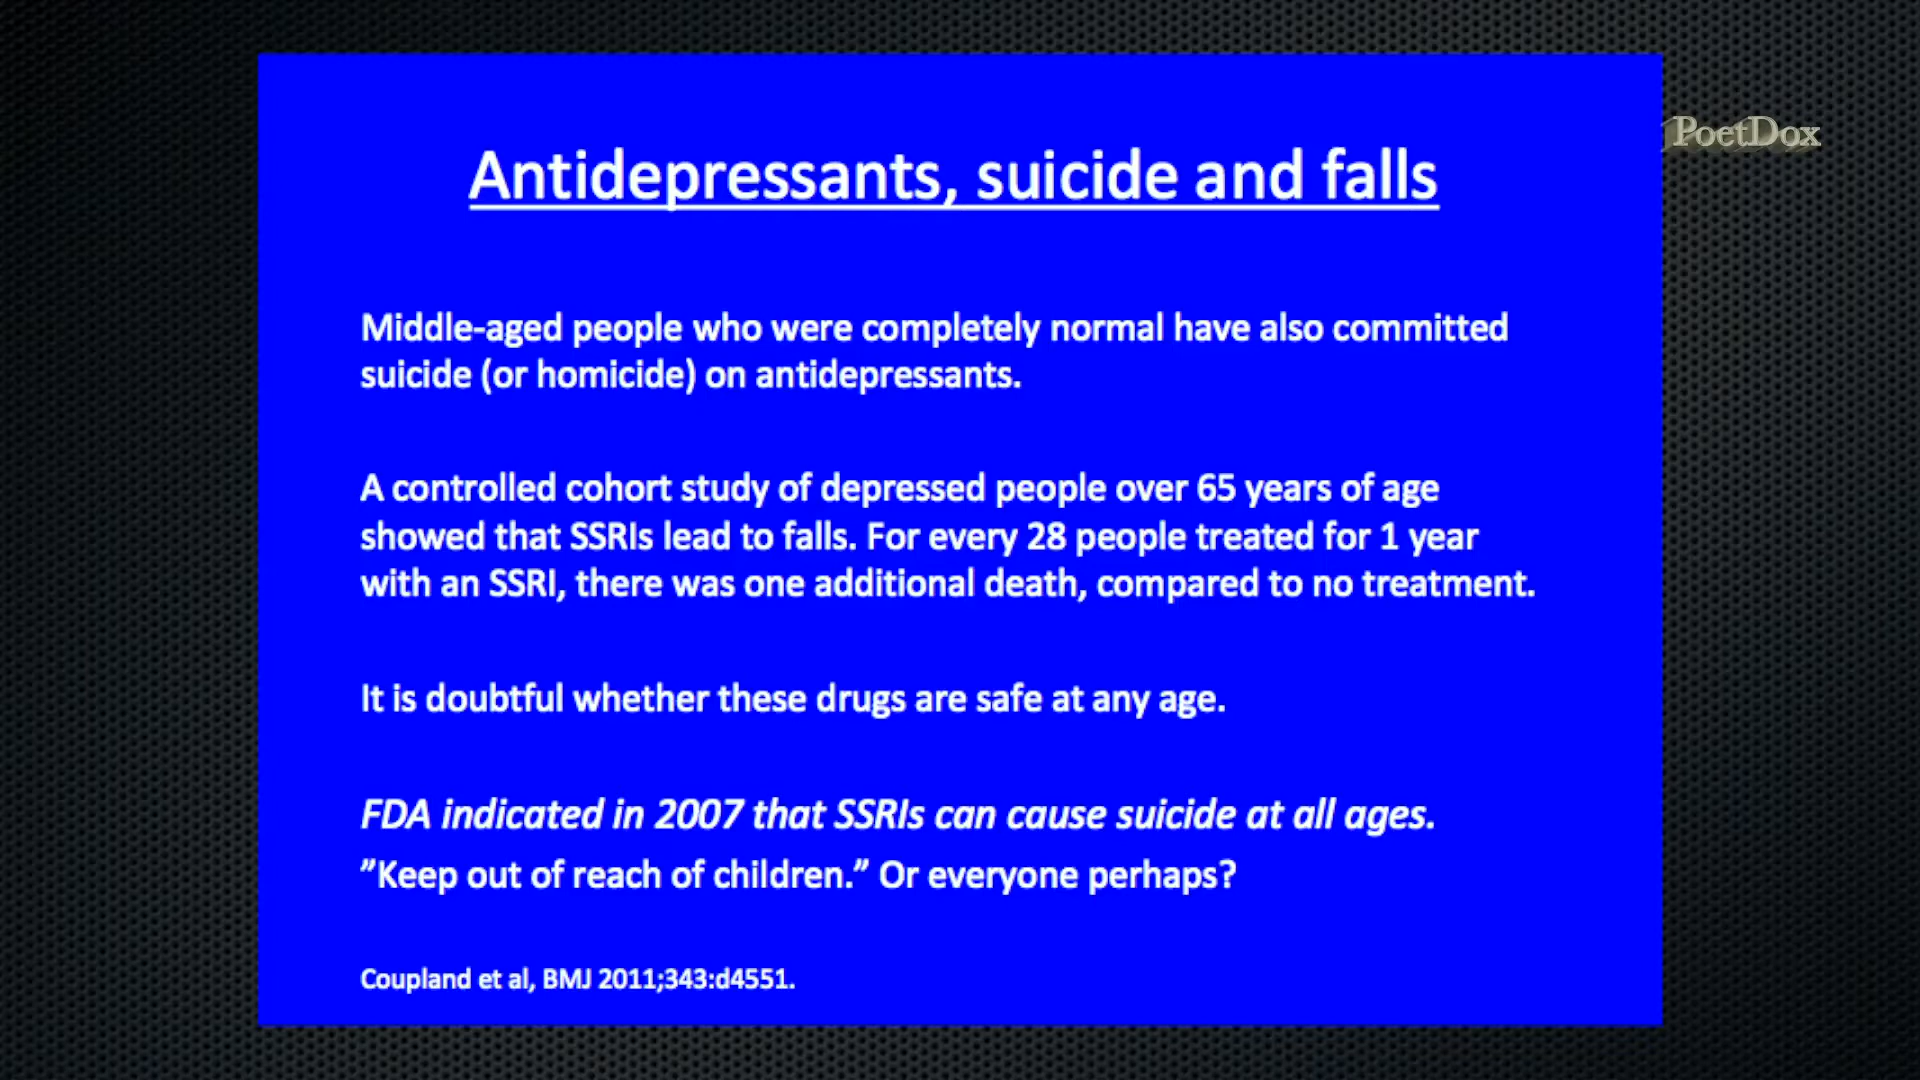 PoetDox
Antidepressants, suicide and falls
Middle-aged people who were completely normal have also committed
suicide (or homicide) on antidepressants.
A controlled cohort study of depressed people over 65 years of age
showed that SSRIs lead to falls. For every 28 people treated for 1 year
with an SSRI, there was one additional death, compared to no treatment.
It is doubtful whether these drugs are safe at any age.
FDA indicated in 2007 that SSRIs can cause suicide at all ages.
”Keep out of reach of children.” Or everyone perhaps?
Coupland et al, BMJ 2011;343:d4551.